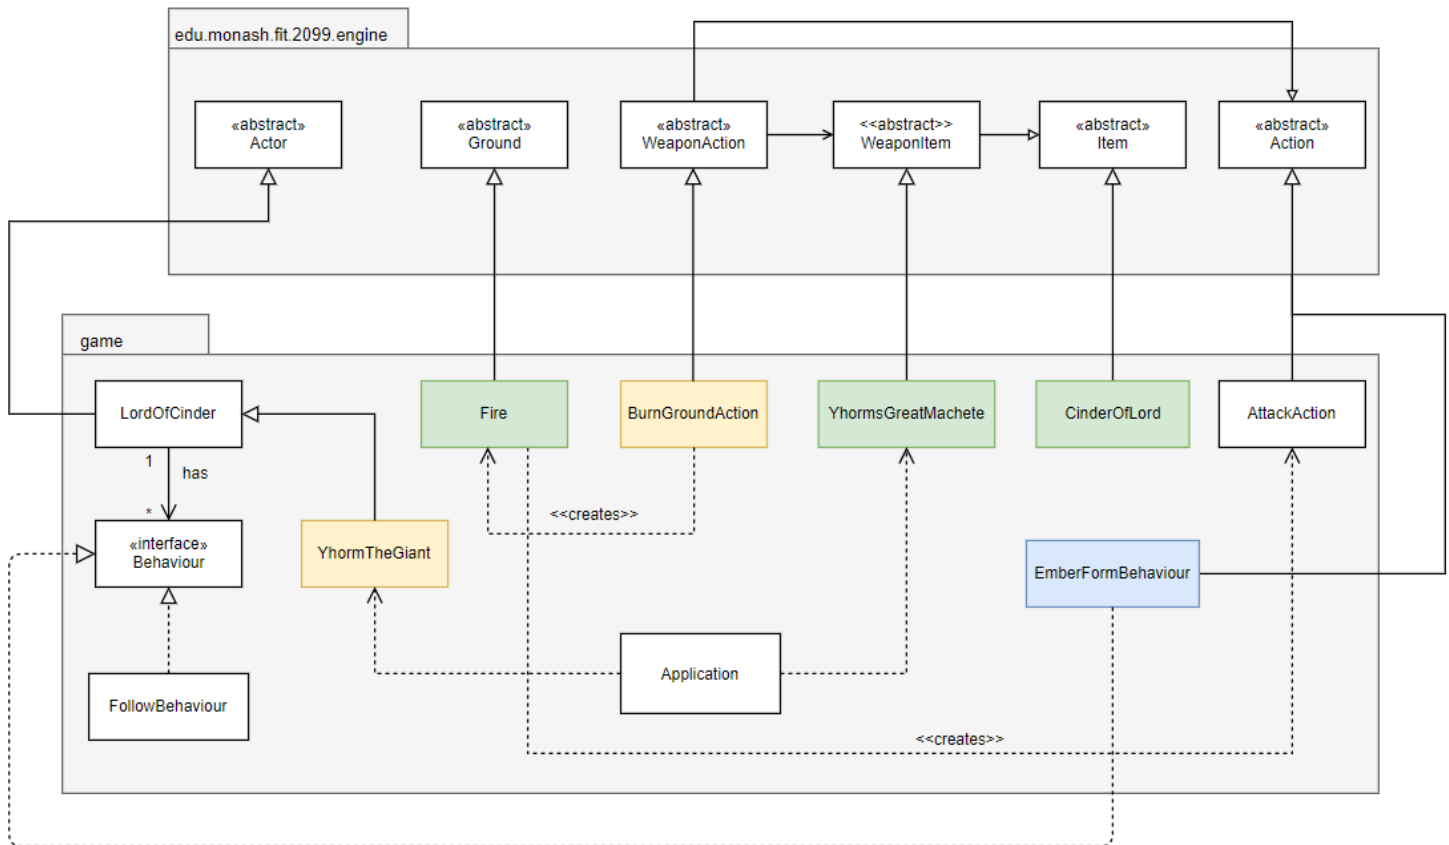 edu.monash.fit.2099.engine
«abstract»
Actor
«abstract»
Ground
«abstract»
WeaponAction
<<abstract>>
WeaponItem
«abstract»
Item
«abstract»
Action
game
LordOfCinder
Fire
BurnGroundAction
YhormsGreatMachete
CinderOfLord
AttackAction
1
has
*
<<creates>>
«interface»
Behaviour
YhormTheGiant
EmberFormBehaviour
Application
FollowBehaviour
<<creates>>